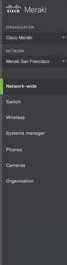 cisco Meraki
ORGANIZATION
Cisco Meraki
NETWORK
Meraki San Francisco
Network-wide
Switch
Wireless
Systems manager
Phones
Cameras
Organization